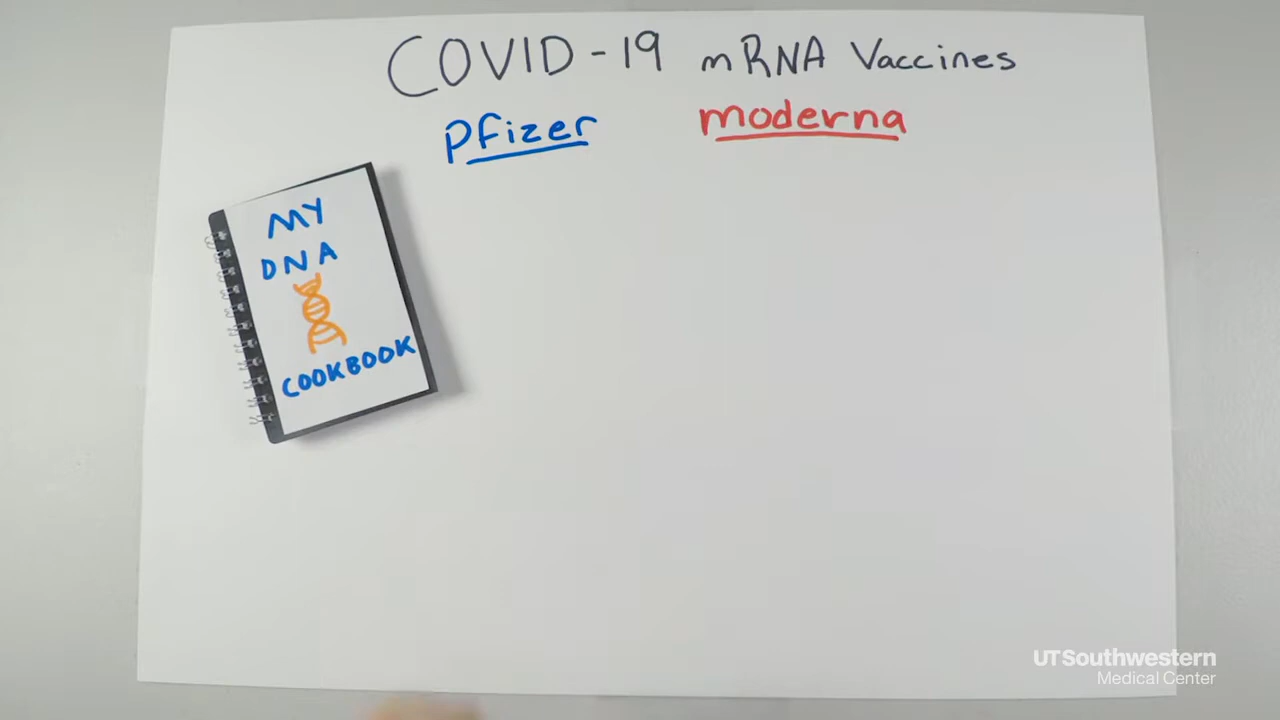 COVID-19 mRNA Vaccines
Pfizer moderna
MY
DNA
COOKBOOK
UTSouthwestern
Medical Center